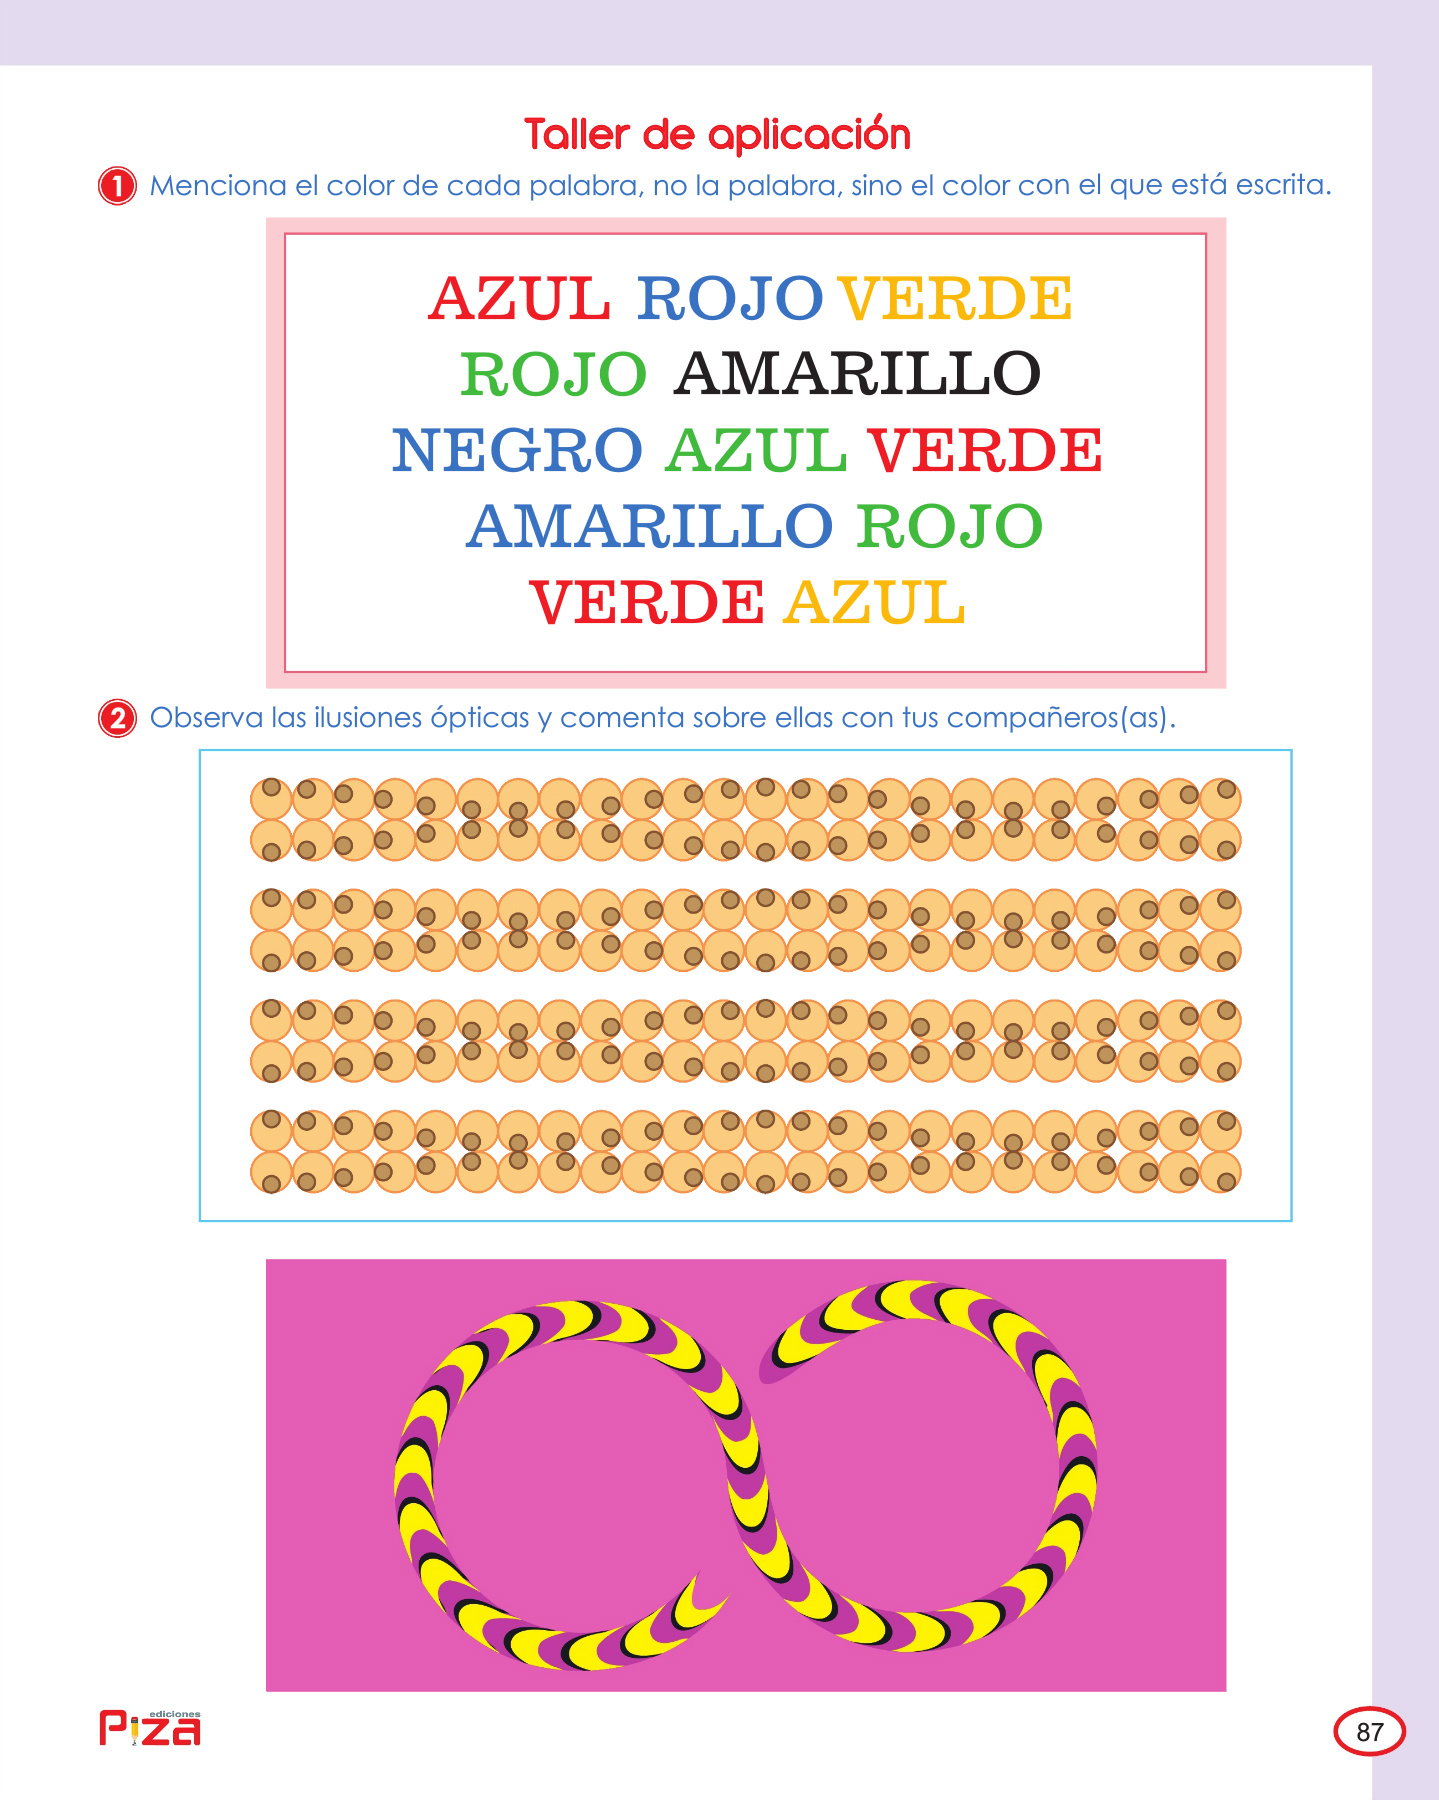 Taller de aplicación
1 Menciona el color de cada palabra, no la palabra, sino el color con el que está escrita.
AZUL ROJO VERDE
ROJO AMARILLO
NEGRO AZUL VERDE
AMARILLO ROJO
VERDE AZUL
2 Observa las ilusiones ópticas y comenta sobre ellas con tus compañeros(as).
ediciones
Piza
87